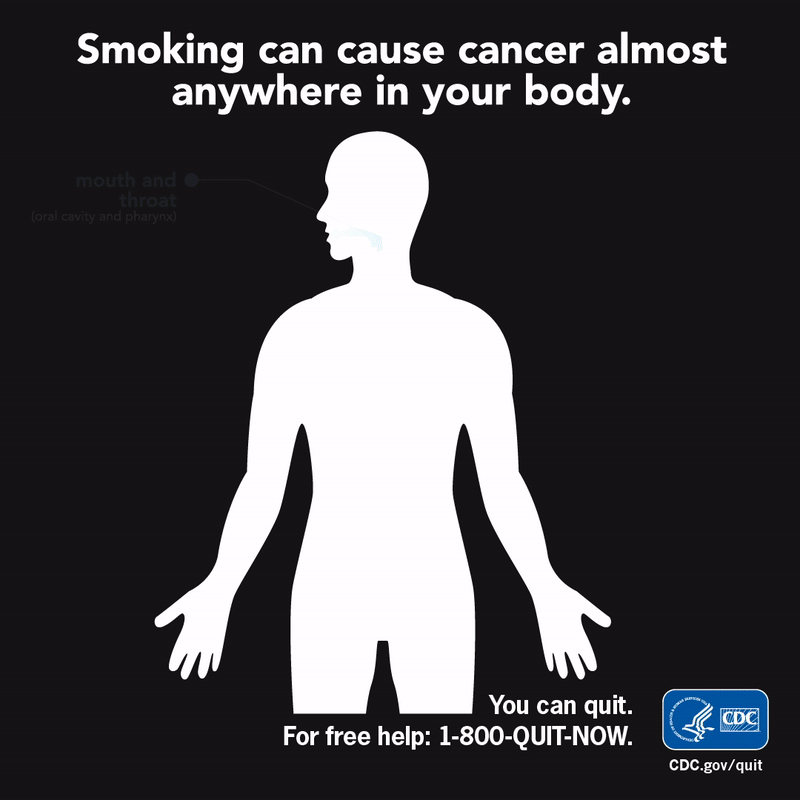 Smoking can cause cancer almost
anywhere in your body.
mouth and
throat
(oral cavity and pharynx)
You can quit.
For free help: 1-800-QUIT-NOW.
CDC
CDC.gov/quit